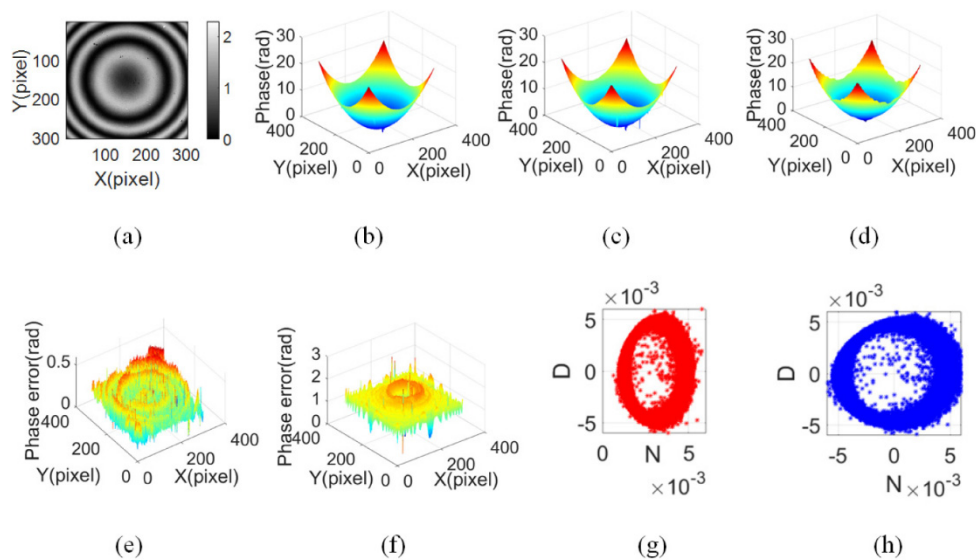 100
200
300
Y(pixel)
100 200 300
X(pixel)
2
1
0
(a)
30
20
10
0
Phase(rad)
400
200
0
Y(pixel)
0
200
400
X(pixel)
(b)
30
20
10
0
Phase(rad)
400
200
0
Y(pixel)
0
200
400
X(pixel)
(c)
30
20
10
0
Phase(rad)
400
200
0
Y(pixel)
0
200
400
X(pixel)
(d)
0.5
0
Phase error(rad)
400
200
0
Y(pixel)
0
200
400
X(pixel)
(e)
3
2
1
0
Phase error(rad)
400
200
0
Y(pixel)
0
200
400
X(pixel)
(f)
×10-3
5
0
-5
D
0 N 5
×10-3
(g)
×10-3
5
0
-5
D
-5 0 5
N ×10-3
(h)